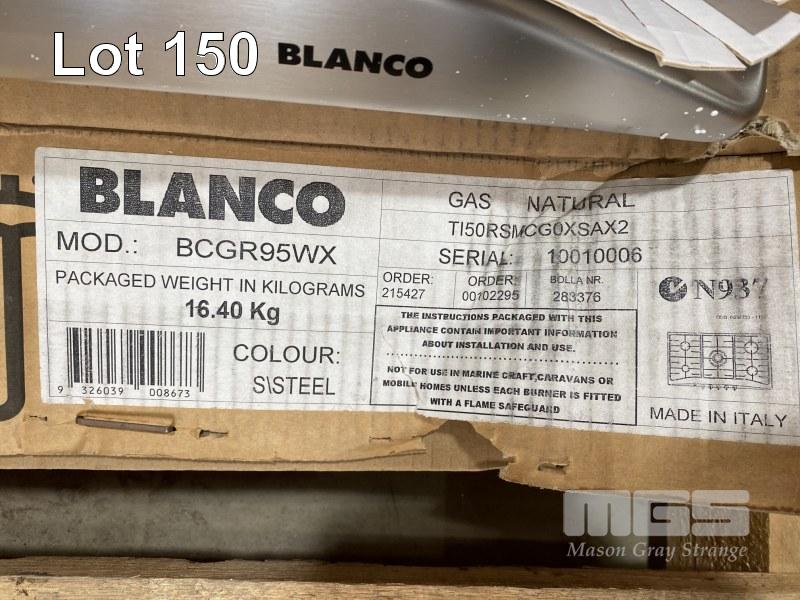 Lot 150
BLANCO
BLANCO
MOD.: BCGR95WX
PACKAGED WEIGHT IN KILOGRAMS
16.40 Kg
COLOUR:
S\STEEL
9 326039 008673
GAS NATURAL
TI50RSMCG0XSAX2
SERIAL: 10010006
ORDER: ORDER: BOLLA NR.
215427 00102295 283376
THE INSTRUCTIONS PACKAGED WITH THIS
APPLIANCE CONTAIN IMPORTANT INFORMATION
ABOUT INSTALLATION AND USE.
NOT FOR USE IN MARINE CRAFT,CARAVANS OR
MOBILE HOMES UNLESS EACH BURNER IS FITTED
WITH A FLAME SAFEGUARD
N937
MADE IN ITALY
MGS
Mason Gray Strange